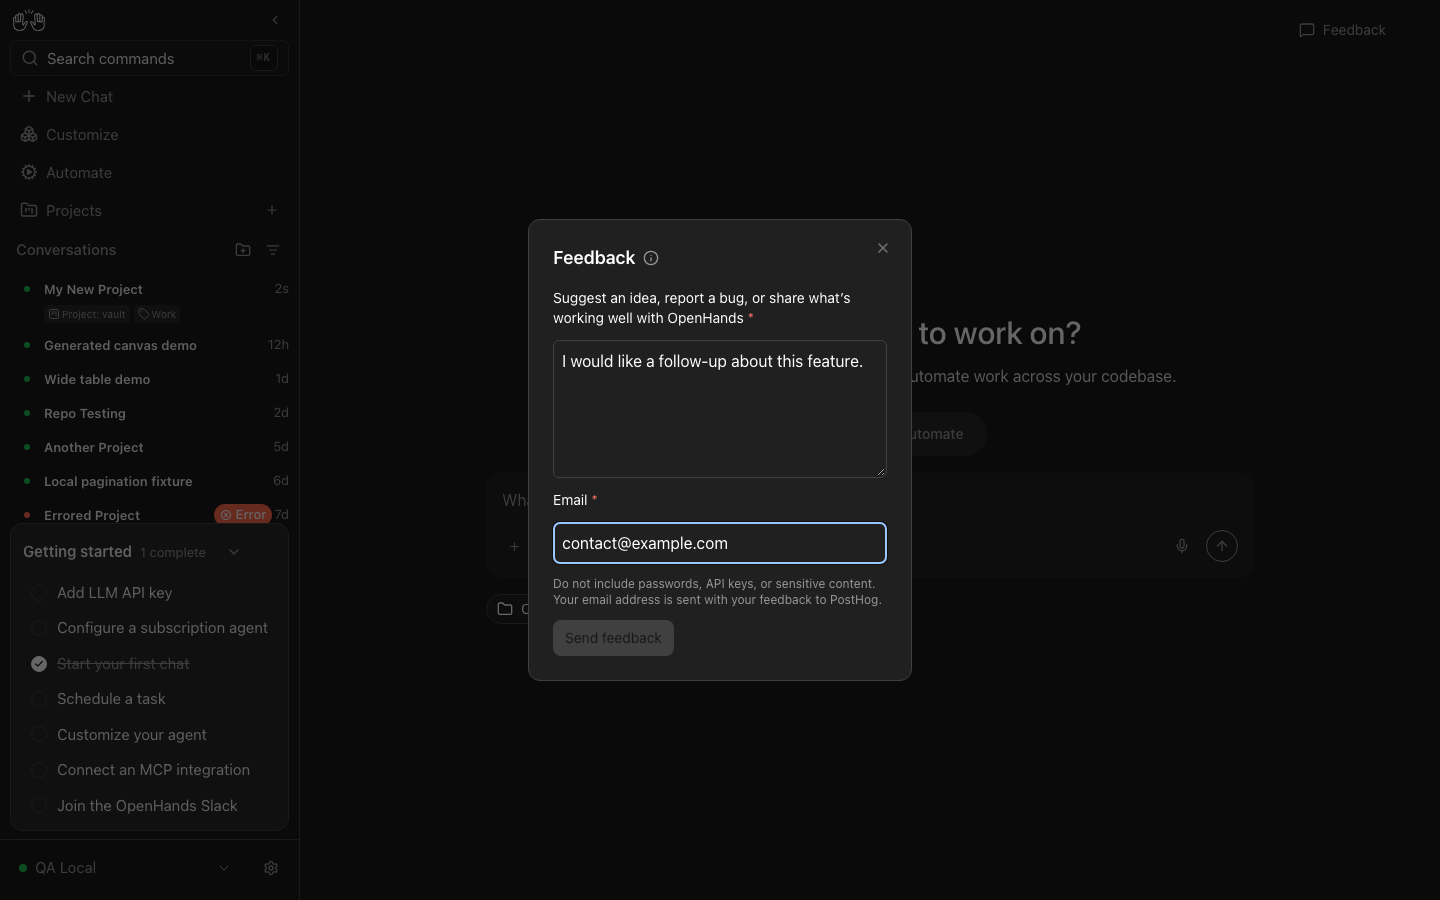 Search commands
⌘K
New Chat
Customize
Automate
Projects
Conversations
My New Project 2s
Project: vault Work
Generated canvas demo 12h
Wide table demo 1d
Repo Testing 2d
Another Project 5d
Local pagination fixture 6d
Errored Project Error 7d
Getting started 1 complete
Add LLM API key
Configure a subscription agent
Start your first chat
Schedule a task
Customize your agent
Connect an MCP integration
Join the OpenHands Slack
QA Local
Feedback
to work on?
utomate work across your codebase.
utomate
Wha
Feedback
Suggest an idea, report a bug, or share what's
working well with OpenHands *
I would like a follow-up about this feature.
Email *
contact@example.com
Do not include passwords, API keys, or sensitive content.
Your email address is sent with your feedback to PostHog.
Send feedback